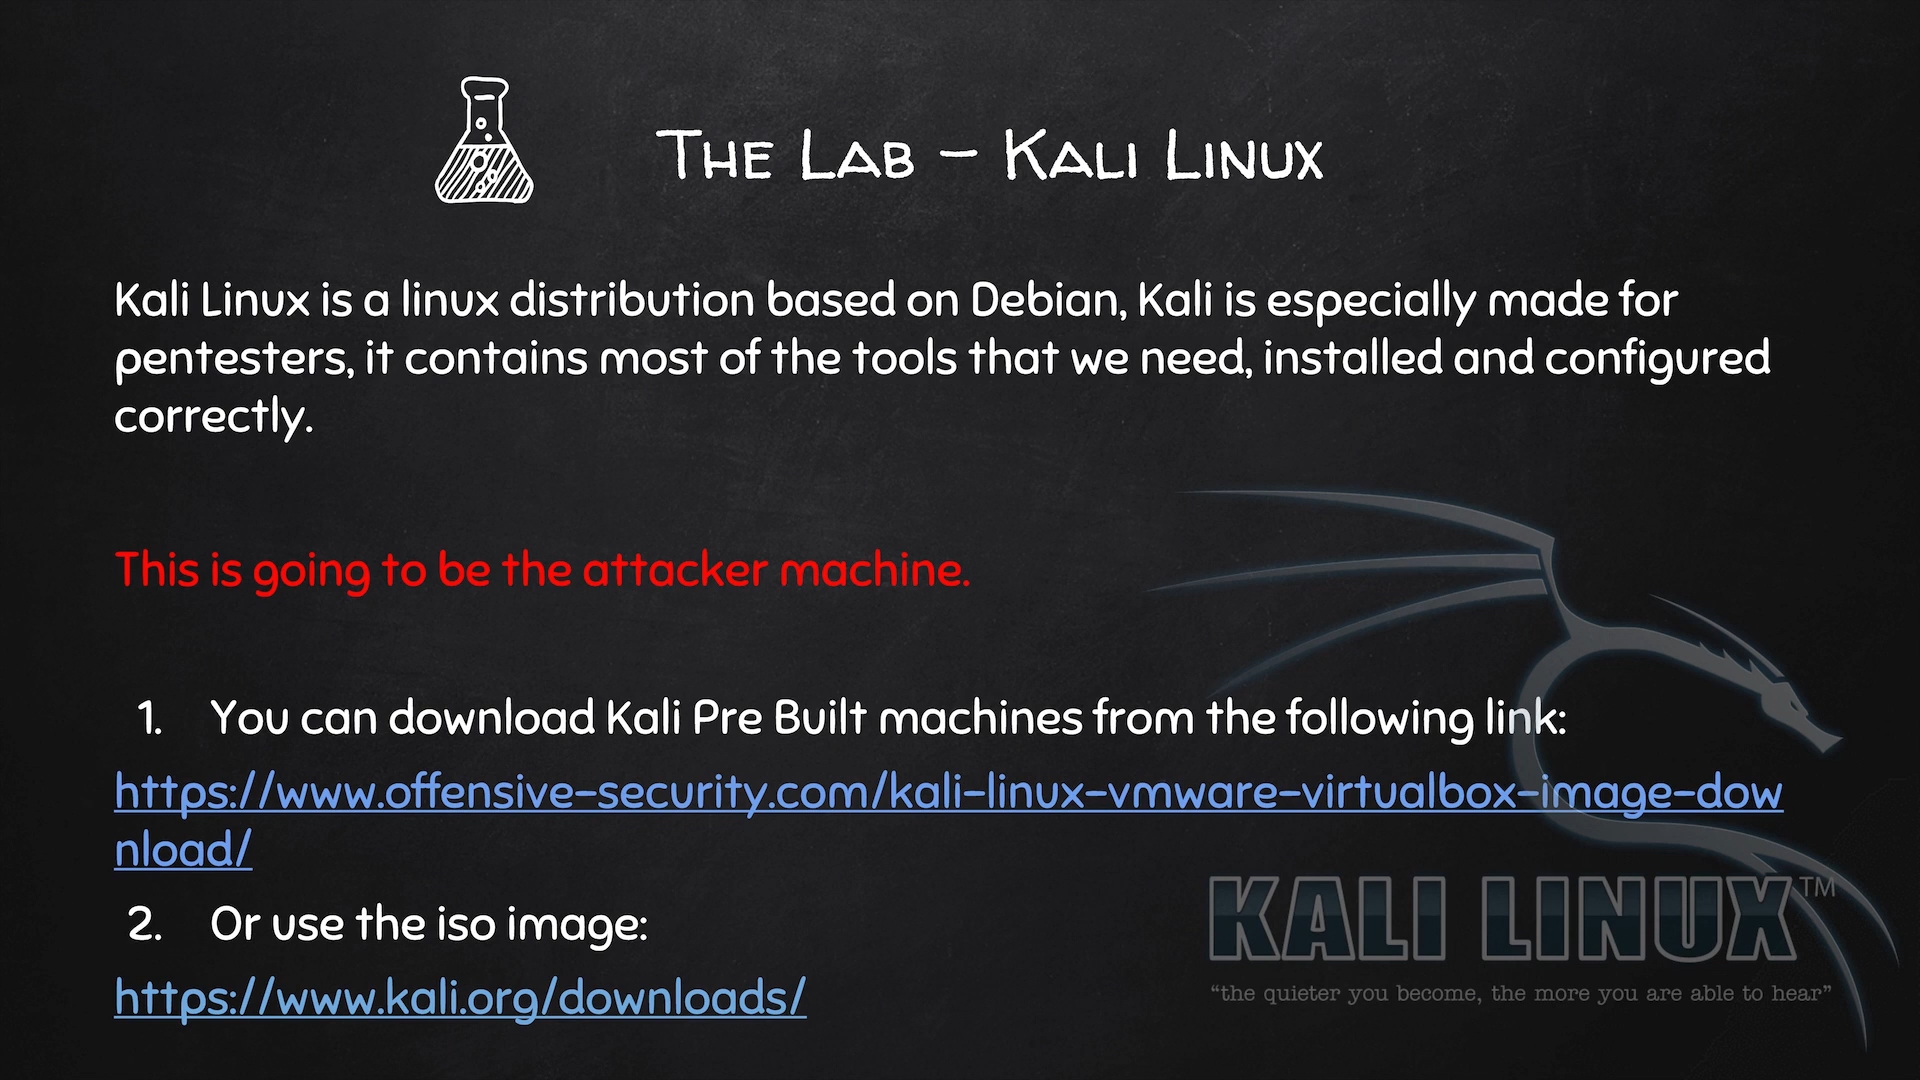 The Lab - Kali Linux
Kali Linux is a linux distribution based on Debian, Kali is especially made for
pentesters, it contains most of the tools that we need, installed and configured
correctly.
This is going to be the attacker machine.
1. You can download Kali Pre Built machines from the following link:
https://www.offensive-security.com/kali-linux-vmware-virtualbox-image-dow
nload/
2. Or use the iso image:
https://www.kali.org/downloads/
KALI LINUX™
“the quieter you become, the more you are able to hear”